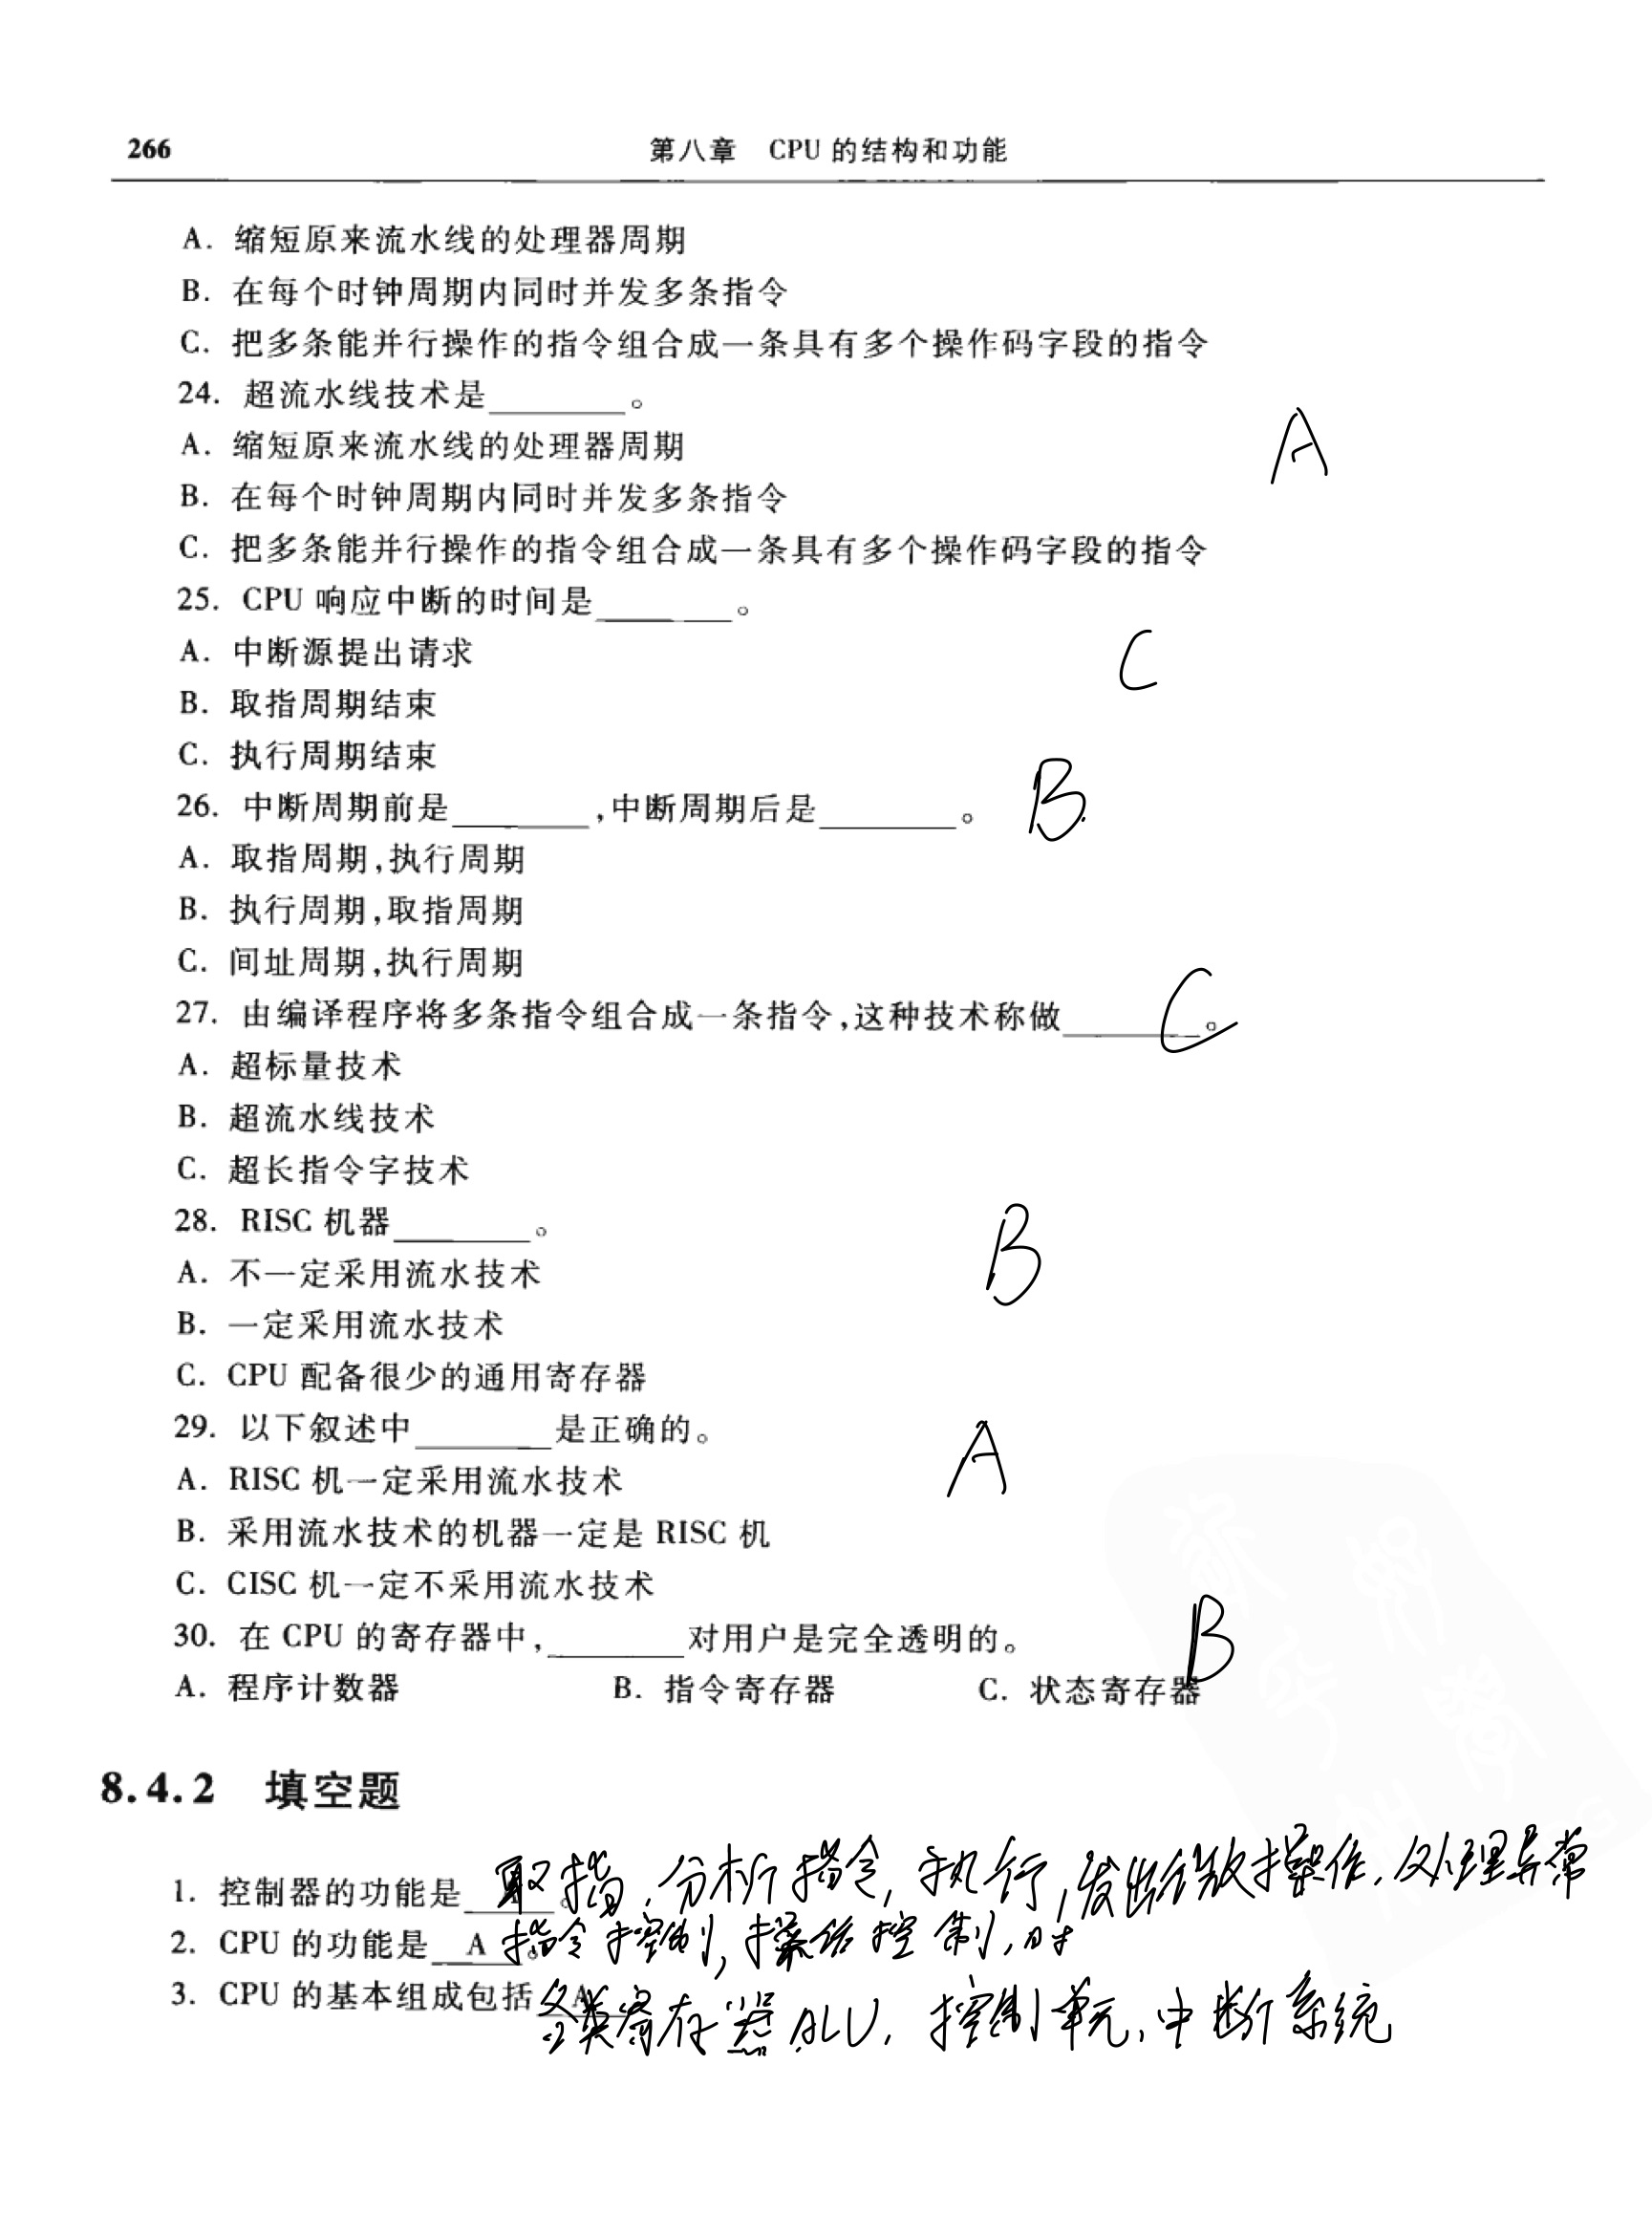 266 第八章 CPU 的结构和功能
A. 缩短原来流水线的处理器周期
B. 在每个时钟周期内同时并发多条指令
C. 把多条能并行操作的指令组合成一条具有多个操作码字段的指令
24. 超流水线技术是________。
A
A. 缩短原来流水线的处理器周期
B. 在每个时钟周期内同时并发多条指令
C. 把多条能并行操作的指令组合成一条具有多个操作码字段的指令
25. CPU 响应中断的时间是________。
C
A. 中断源提出请求
B. 取指周期结束
C. 执行周期结束
26. 中断周期前是________,中断周期后是________。 B.
A. 取指周期,执行周期
B. 执行周期,取指周期
C. 间址周期,执行周期
27. 由编译程序将多条指令组合成一条指令,这种技术称做________。 C
A. 超标量技术
B. 超流水线技术
C. 超长指令字技术
28. RISC 机器________。
B
A. 不一定采用流水技术
B. 一定采用流水技术
C. CPU 配备很少的通用寄存器
29. 以下叙述中________是正确的。
A
A. RISC 机一定采用流水技术
B. 采用流水技术的机器一定是 RISC 机
C. CISC 机一定不采用流水技术
30. 在 CPU 的寄存器中,________对用户是完全透明的。 B
A. 程序计数器 B. 指令寄存器 C. 状态寄存器
8.4.2 填空题
1. 控制器的功能是 取指,分析指令,执行,发出微操作,处理异常
2. CPU 的功能是 A 指令控制,操作控制,时
3. CPU 的基本组成包括 A 各类寄存器 ALU, 控制单元,中断系统